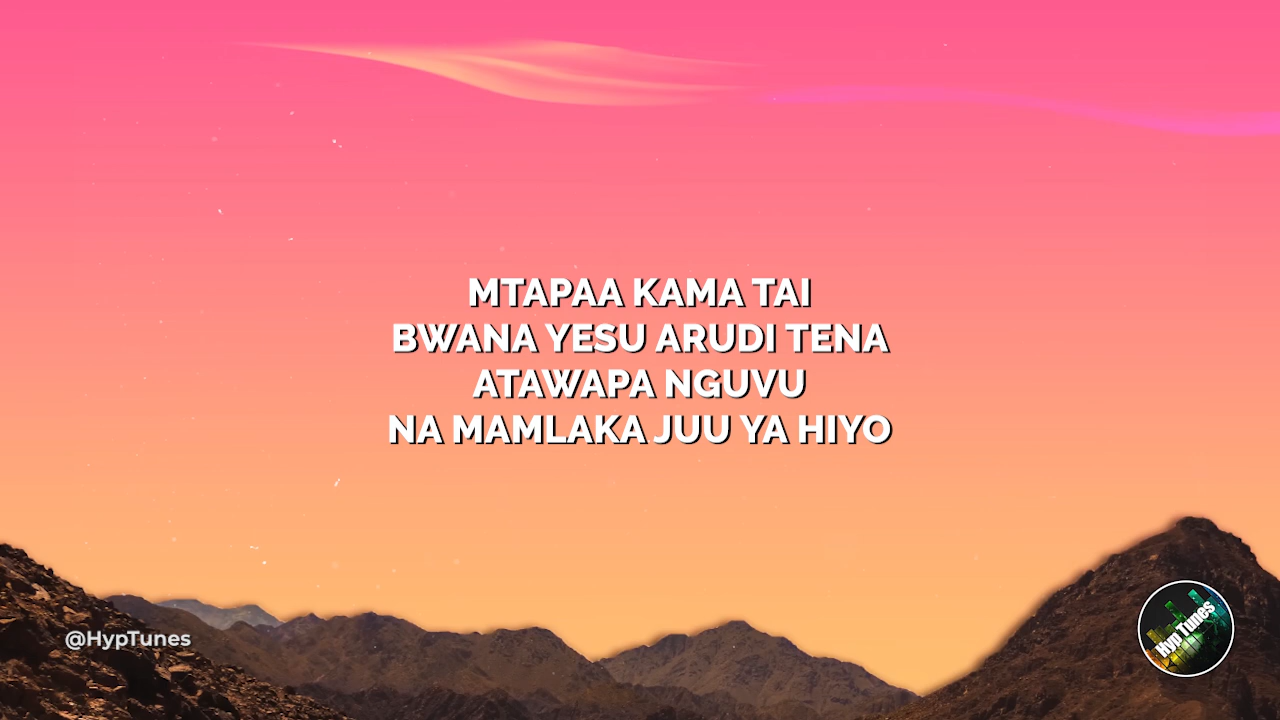 MTAPAA KAMA TAI
BWANA YESU ARUDI TENA
ATAWAPA NGUVU
NA MAMLAKA JUU YA HIYO
@HypTunes
Hyp Tunes